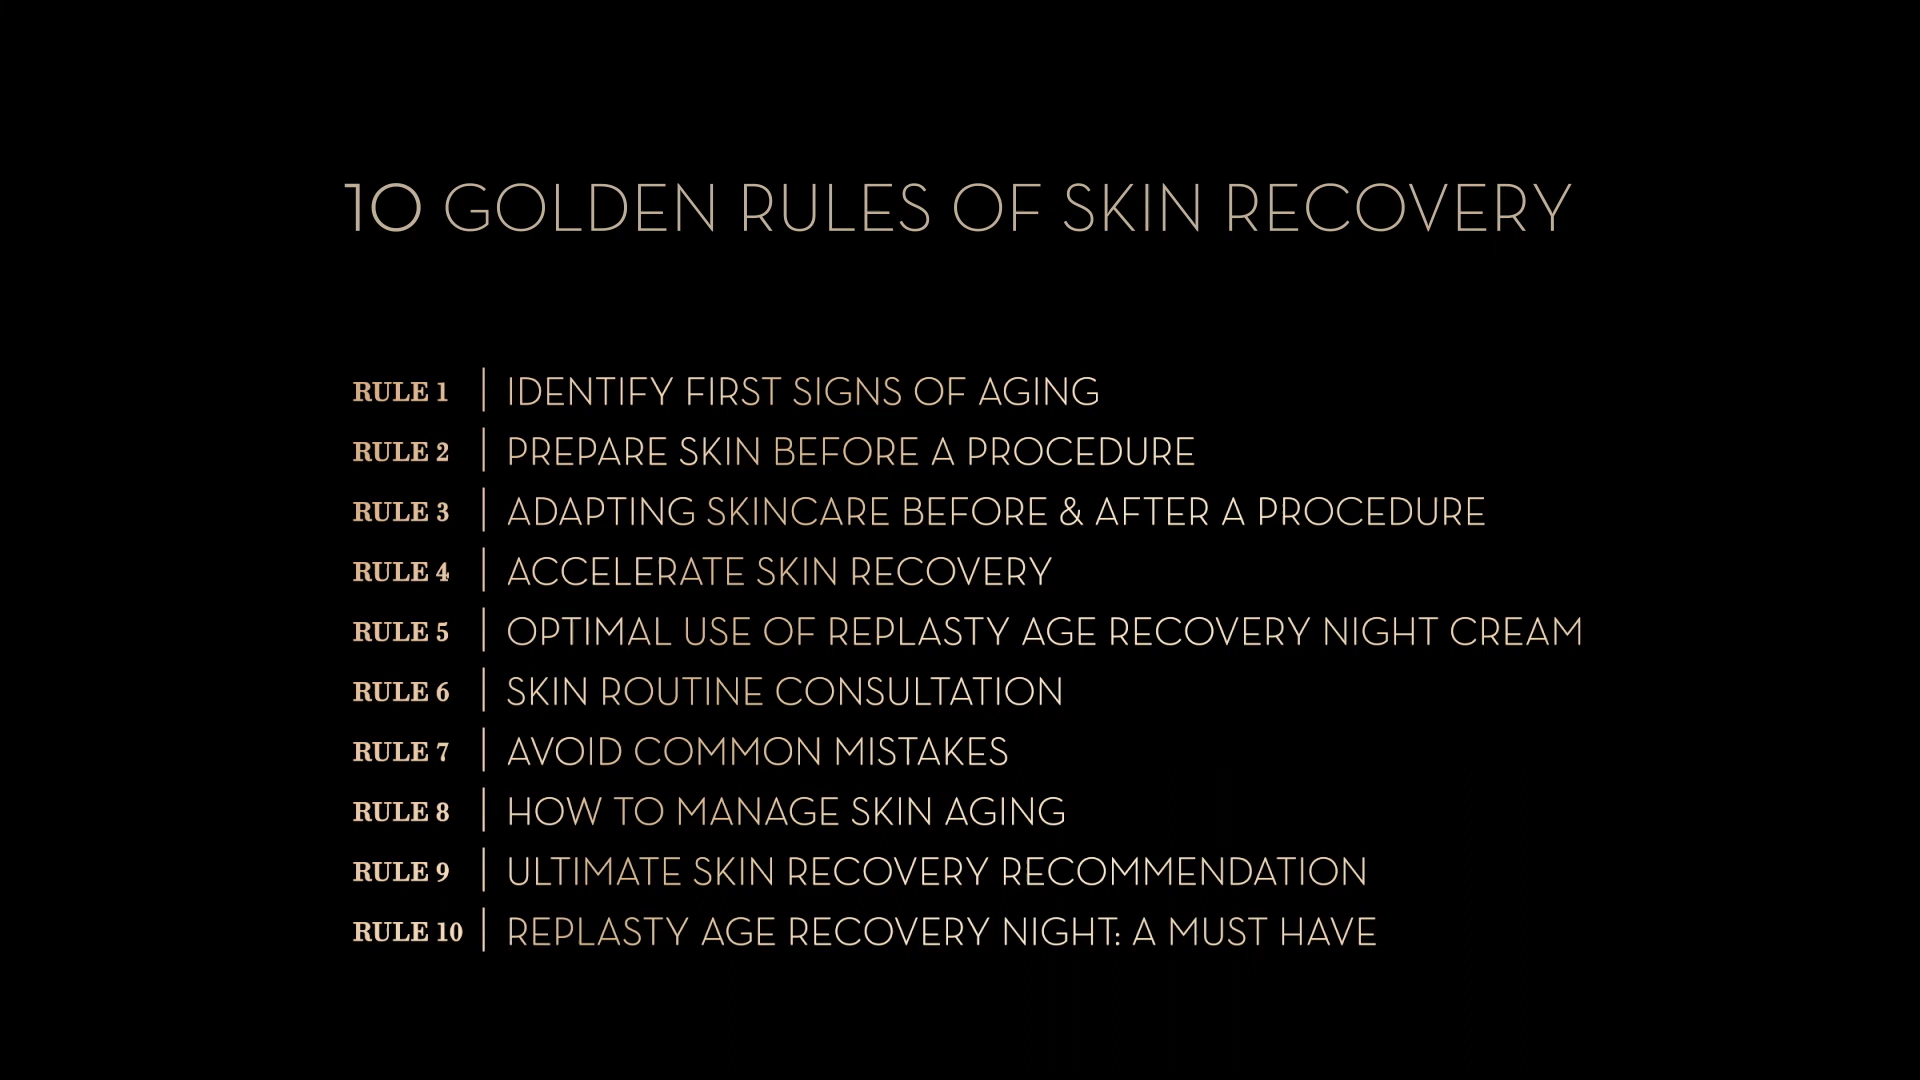 10 GOLDEN RULES OF SKIN RECOVERY
RULE 1 | IDENTIFY FIRST SIGNS OF AGING
RULE 2 | PREPARE SKIN BEFORE A PROCEDURE
RULE 3 | ADAPTING SKINCARE BEFORE & AFTER A PROCEDURE
RULE 4 | ACCELERATE SKIN RECOVERY
RULE 5 | OPTIMAL USE OF REPLASTY AGE RECOVERY NIGHT CREAM
RULE 6 | SKIN ROUTINE CONSULTATION
RULE 7 | AVOID COMMON MISTAKES
RULE 8 | HOW TO MANAGE SKIN AGING
RULE 9 | ULTIMATE SKIN RECOVERY RECOMMENDATION
RULE 10 | REPLASTY AGE RECOVERY NIGHT: A MUST HAVE